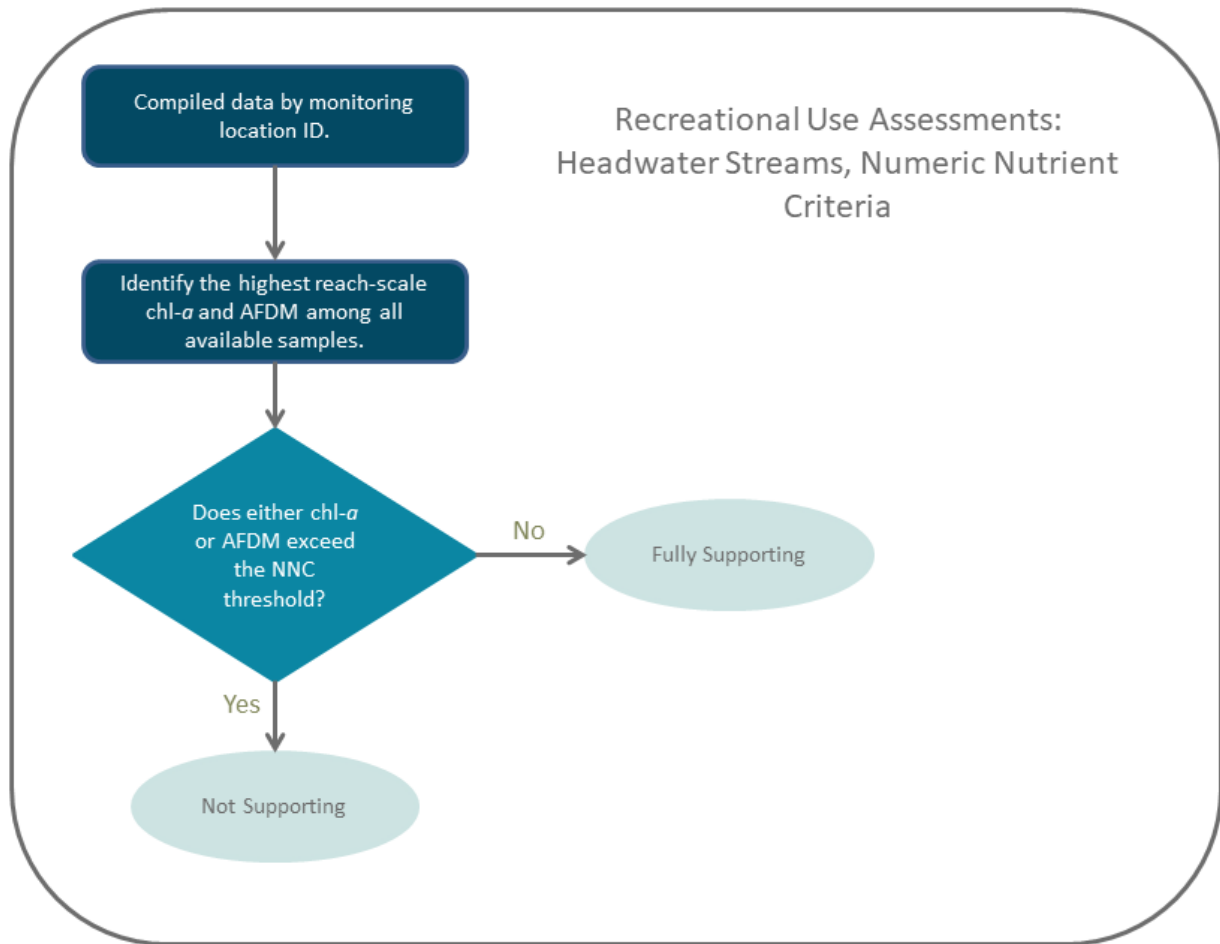 Compiled data by monitoring
location ID.
Recreational Use Assessments:
Headwater Streams, Numeric Nutrient
Criteria
Identify the highest reach-scale
chl-a and AFDM among all
available samples.
Does either chl-a
or AFDM exceed
the NNC
threshold?
No
Fully Supporting
Yes
Not Supporting